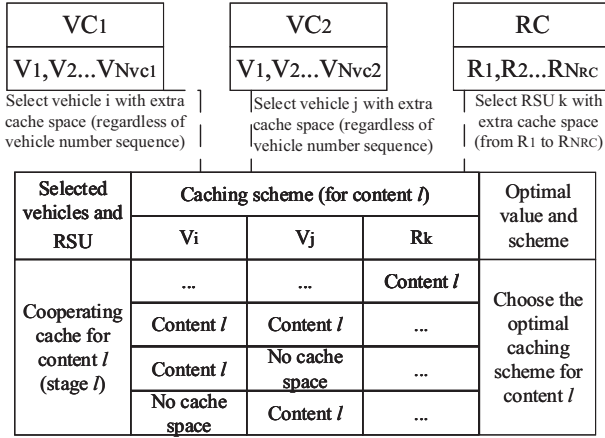 VC1
VC2
RC
V1,V2...VNvc1
V1,V2...VNvc2
R1,R2...RNRC
Select vehicle i with extra
cache space (regardless of
vehicle number sequence)
Select vehicle j with extra
cache space (regardless of
vehicle number sequence)
Select RSU k with
extra cache space
(from R1 to RNRC)
Selected
vehicles and
RSU
Caching scheme (for content l)
Optimal
value and
scheme
Vi
Vj
Rk
Cooperating
cache for
content l
(stage l)
...
...
Content l
Content l
Content l
...
Content l
No cache
space
...
No cache
space
Content l
...
Choose the
optimal
caching
scheme for
content l